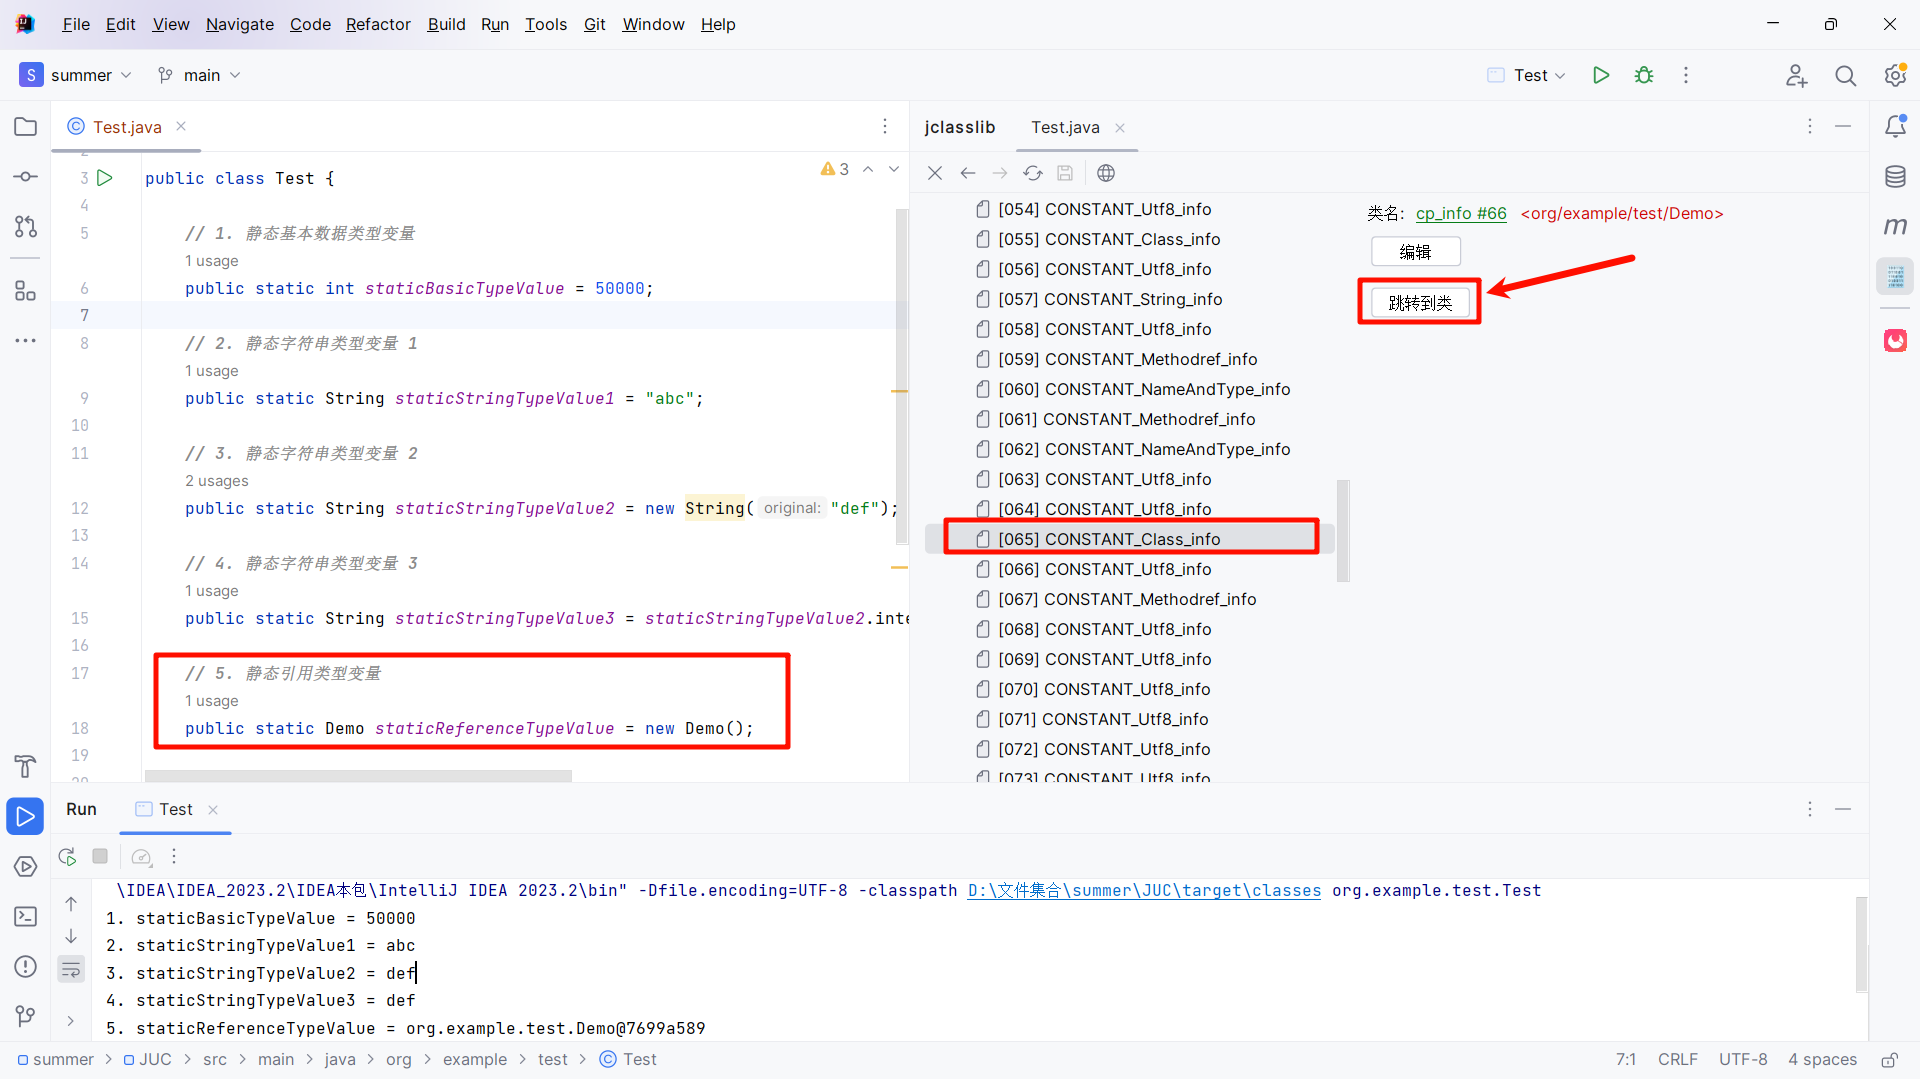 File Edit View Navigate Code Refactor Build Run Tools Git Window Help
S summer main Test
Test.java
3
3 public class Test {
4
5 // 1. 静态基本数据类型变量
1 usage
6 public static int staticBasicTypeValue = 50000;
7
8 // 2. 静态字符串类型变量 1
1 usage
9 public static String staticStringTypeValue1 = "abc";
10
11 // 3. 静态字符串类型变量 2
2 usages
12 public static String staticStringTypeValue2 = new String( original: "def");
13
14 // 4. 静态字符串类型变量 3
1 usage
15 public static String staticStringTypeValue3 = staticStringTypeValue2.inte
16
17 // 5. 静态引用类型变量
1 usage
18 public static Demo staticReferenceTypeValue = new Demo();
19
jclasslib Test.java
[054] CONSTANT_Utf8_info
[055] CONSTANT_Class_info
[056] CONSTANT_Utf8_info
[057] CONSTANT_String_info
[058] CONSTANT_Utf8_info
[059] CONSTANT_Methodref_info
[060] CONSTANT_NameAndType_info
[061] CONSTANT_Methodref_info
[062] CONSTANT_NameAndType_info
[063] CONSTANT_Utf8_info
[064] CONSTANT_Utf8_info
[065] CONSTANT_Class_info
[066] CONSTANT_Utf8_info
[067] CONSTANT_Methodref_info
[068] CONSTANT_Utf8_info
[069] CONSTANT_Utf8_info
[070] CONSTANT_Utf8_info
[071] CONSTANT_Utf8_info
[072] CONSTANT_Utf8_info
[073] CONSTANT_Utf8_info
类名: cp_info #66 <org/example/test/Demo>
编辑
跳转到类
m
Run Test
\IDEA\IDEA_2023.2\IDEA本包\IntelliJ IDEA 2023.2\bin" -Dfile.encoding=UTF-8 -classpath D:\文件集合\summer\JUC\target\classes org.example.test.Test
1. staticBasicTypeValue = 50000
2. staticStringTypeValue1 = abc
3. staticStringTypeValue2 = def
4. staticStringTypeValue3 = def
5. staticReferenceTypeValue = org.example.test.Demo@7699a589
summer > JUC > src > main > java > org > example > test > Test
7:1 CRLF UTF-8 4 spaces